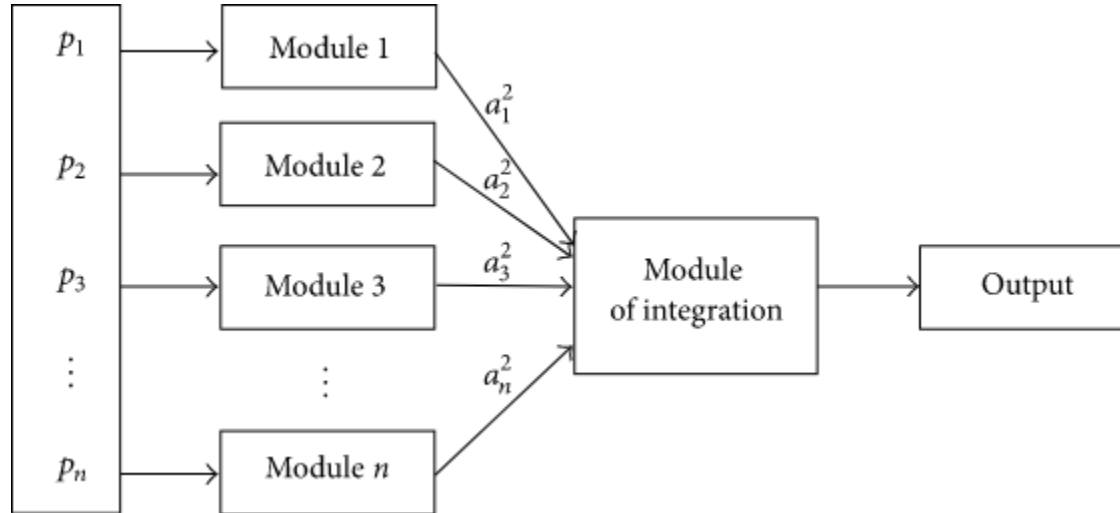 p₁
Module 1
a₁²
p₂
Module 2
a₂²
p₃
Module 3
a₃²
Module
of integration
Output
⋮
⋮
aₙ²
pₙ
Module n